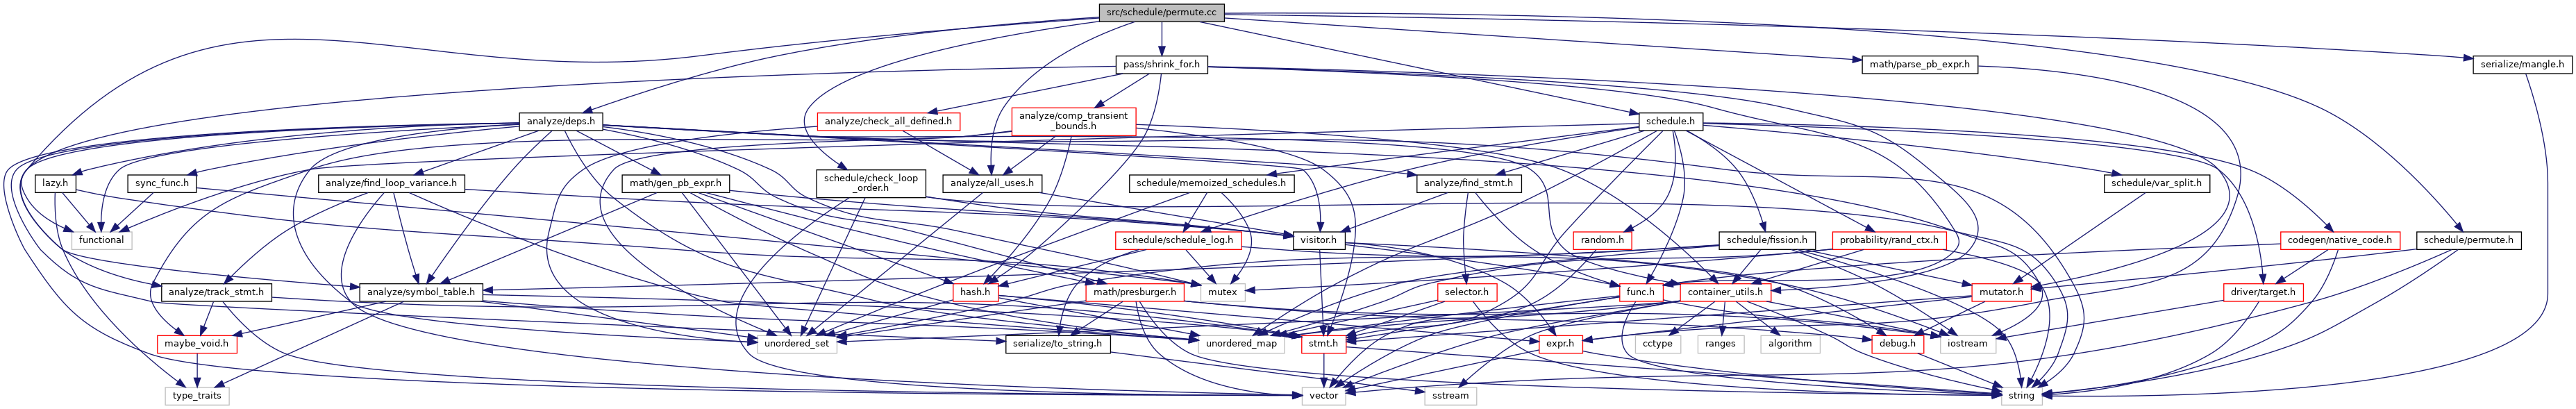 src/schedule/permute.cc
pass/shrink_for.h
math/parse_pb_expr.h
serialize/mangle.h
analyze/deps.h
analyze/check_all_defined.h
analyze/comp_transient
_bounds.h
schedule.h
lazy.h
sync_func.h
analyze/find_loop_variance.h
math/gen_pb_expr.h
schedule/check_loop
_order.h
analyze/all_uses.h
schedule/memoized_schedules.h
analyze/find_stmt.h
schedule/var_split.h
functional
schedule/schedule_log.h
visitor.h
random.h
schedule/fission.h
probability/rand_ctx.h
codegen/native_code.h
schedule/permute.h
analyze/track_stmt.h
analyze/symbol_table.h
hash.h
math/presburger.h
mutex
selector.h
func.h
container_utils.h
mutator.h
driver/target.h
maybe_void.h
unordered_set
serialize/to_string.h
unordered_map
stmt.h
expr.h
cctype
ranges
algorithm
debug.h
iostream
type_traits
vector
sstream
string